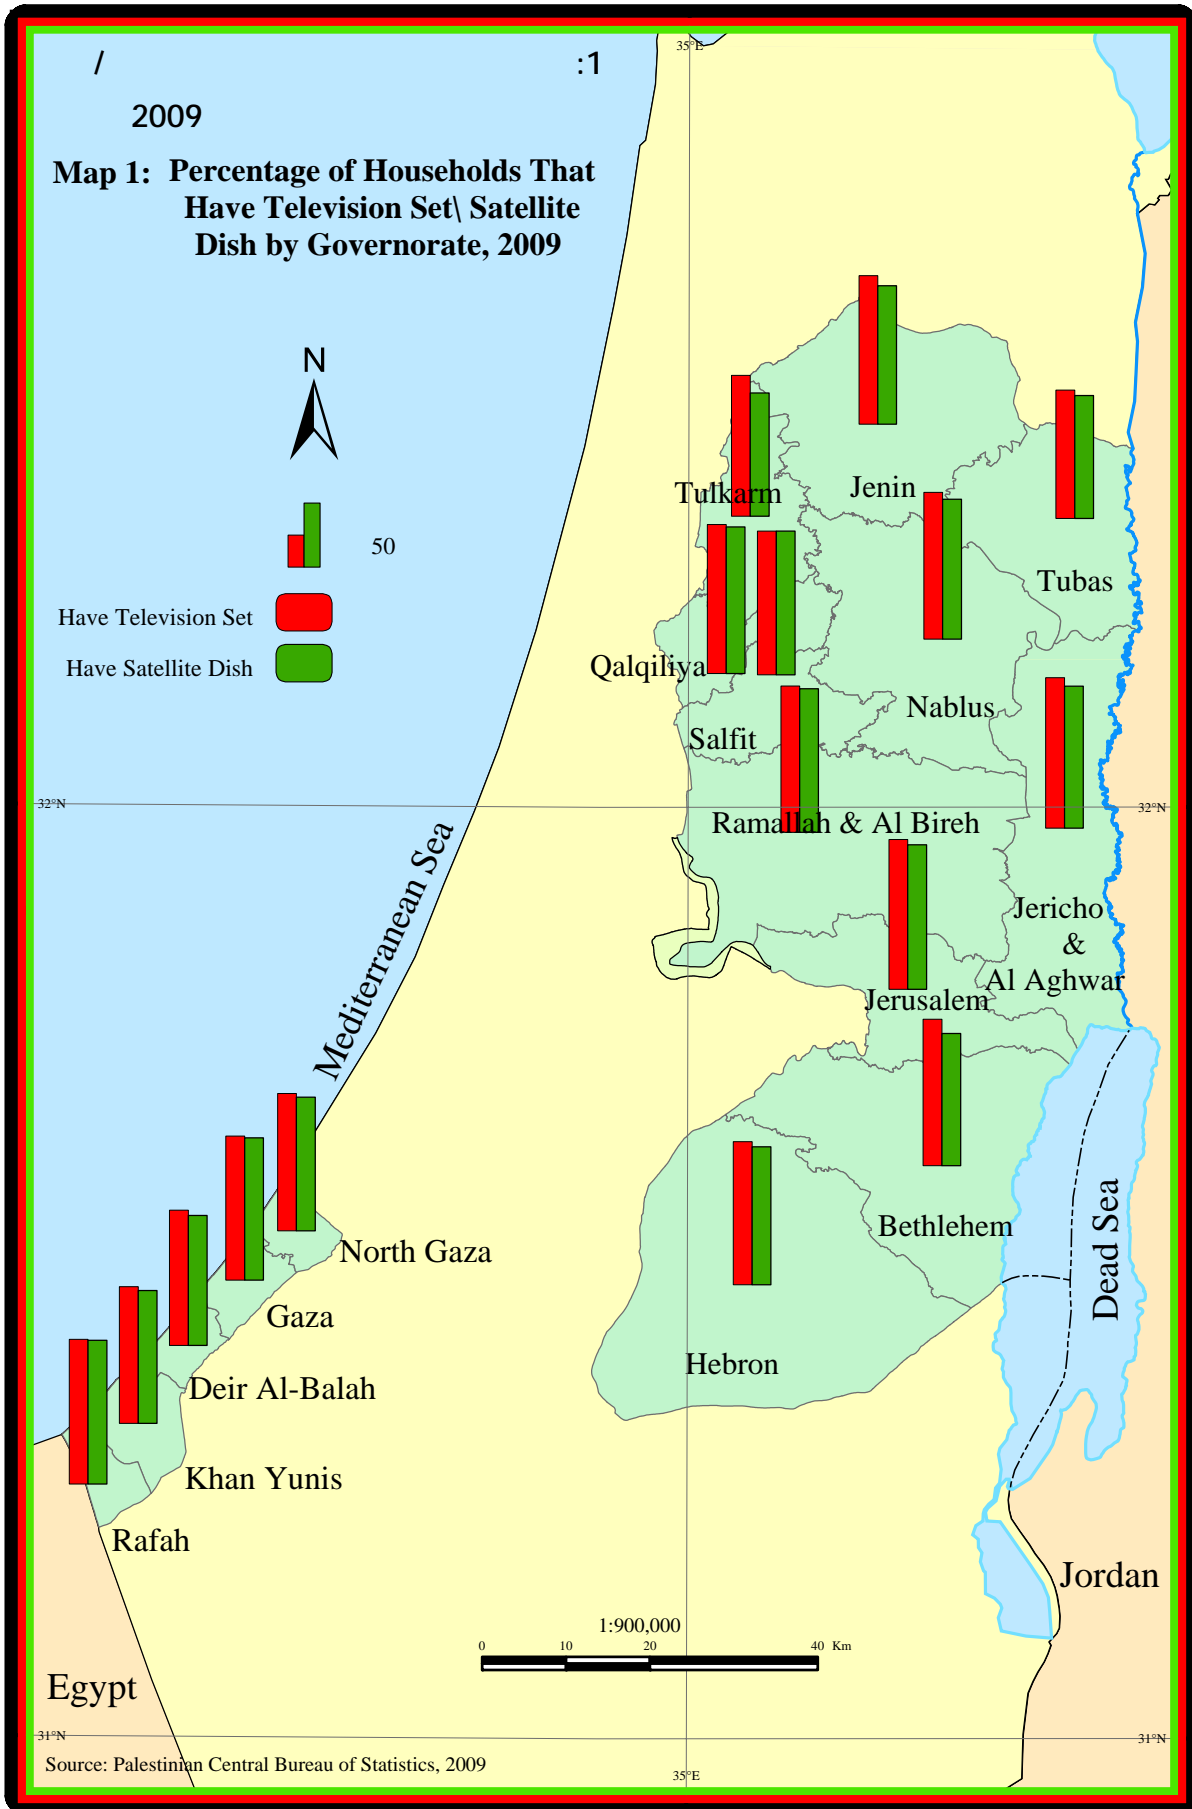 / :1
2009
Map 1: Percentage of Households That
Have Television Set\ Satellite
Dish by Governorate, 2009
35°E
N
50
Have Television Set
Have Satellite Dish
Tulkarm
Jenin
Tubas
Qalqiliya
Nablus
Salfit
32°N
32°N
Ramallah & Al Bireh
Mediterranean Sea
Jericho
&
Al Aghwar
Jerusalem
Dead Sea
Bethlehem
North Gaza
Gaza
Hebron
Deir Al-Balah
Khan Yunis
Rafah
Jordan
1:900,000
0 10 20 40 Km
Egypt
31°N
31°N
Source: Palestinian Central Bureau of Statistics, 2009
35°E